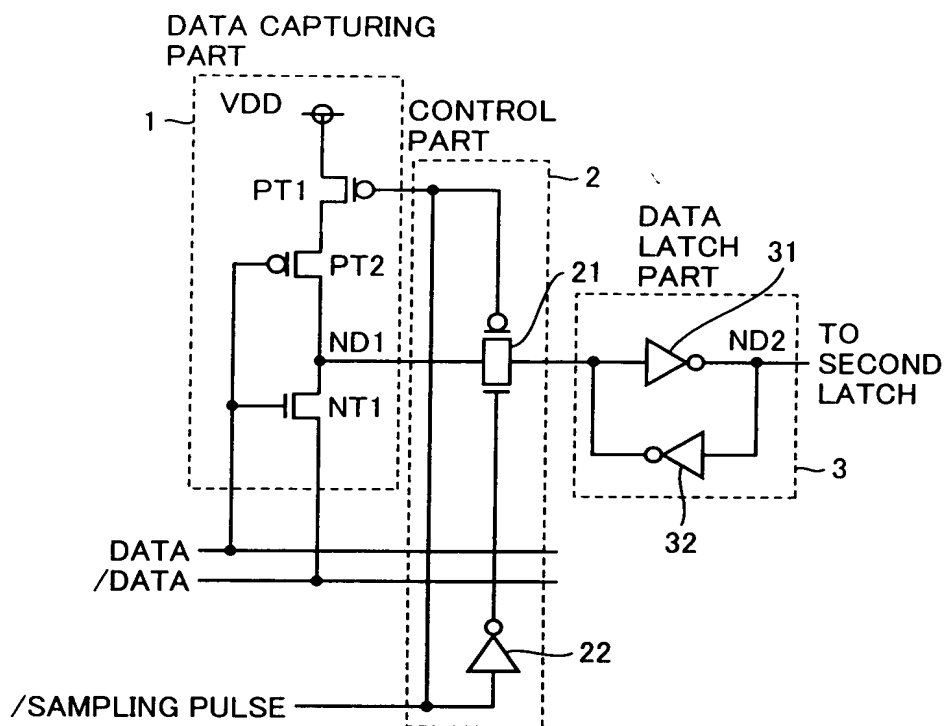 DATA CAPTURING
PART
VDD
1
CONTROL
PART
2
PT1
DATA
LATCH
PART
31
21
PT2
ND1
ND2
TO
SECOND
LATCH
NT1
3
32
DATA
/DATA
22
/SAMPLING PULSE